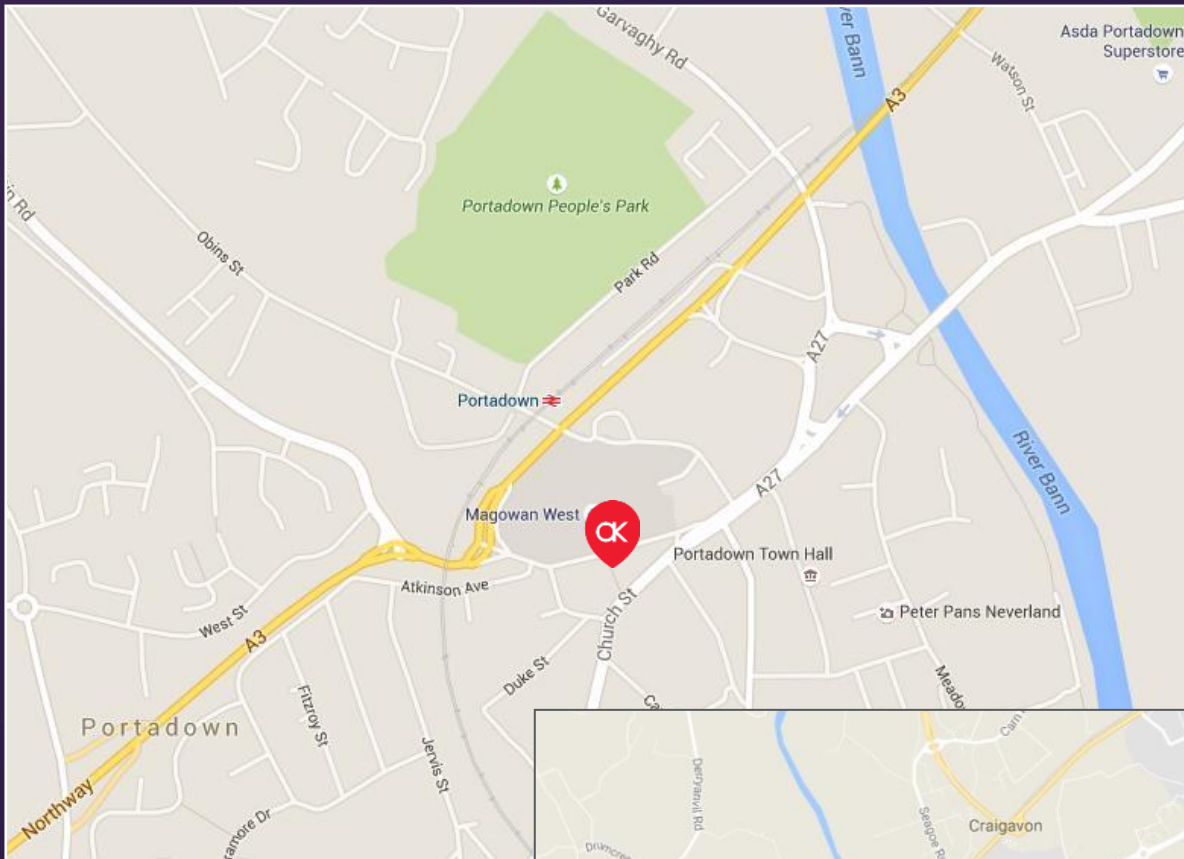 Garvaghy Rd
River Bann
A3
Watson St
Asda Portadown
Superstore
Portadown People's Park
Obins St
Park Rd
A27
Portadown
A27
River Bann
Magowan West
OK
Portadown Town Hall
Atkinson Ave
Peter Pans Neverland
West St
A3
Church St
Duke St
Fitzroy St
Portadown
Jervis St
Northway
Derryanvil Rd
Craigavon